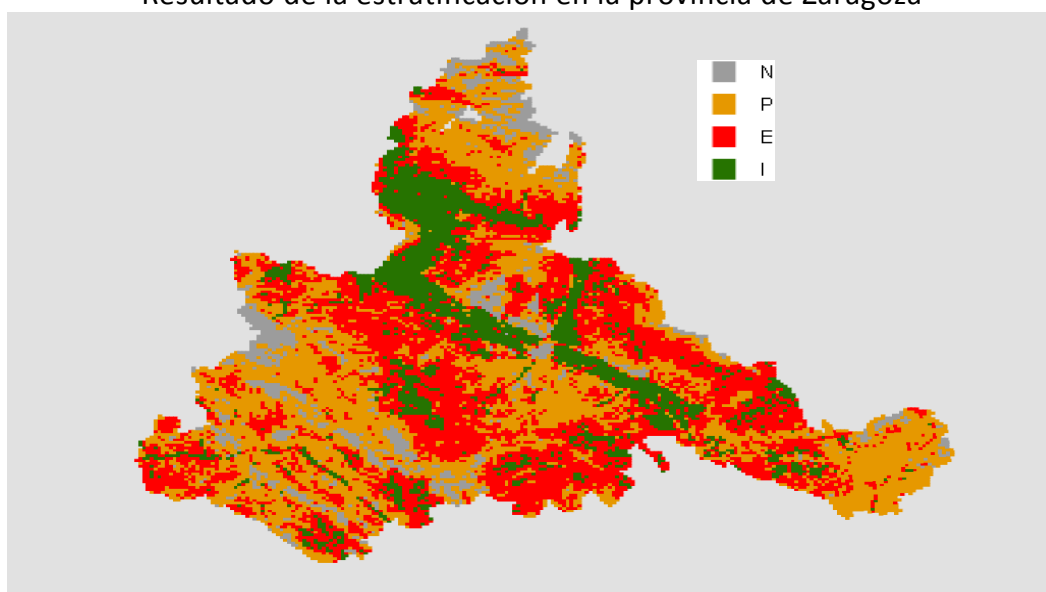 Resultado de la estratificación en la provincia de Zaragoza
N
P
E
I